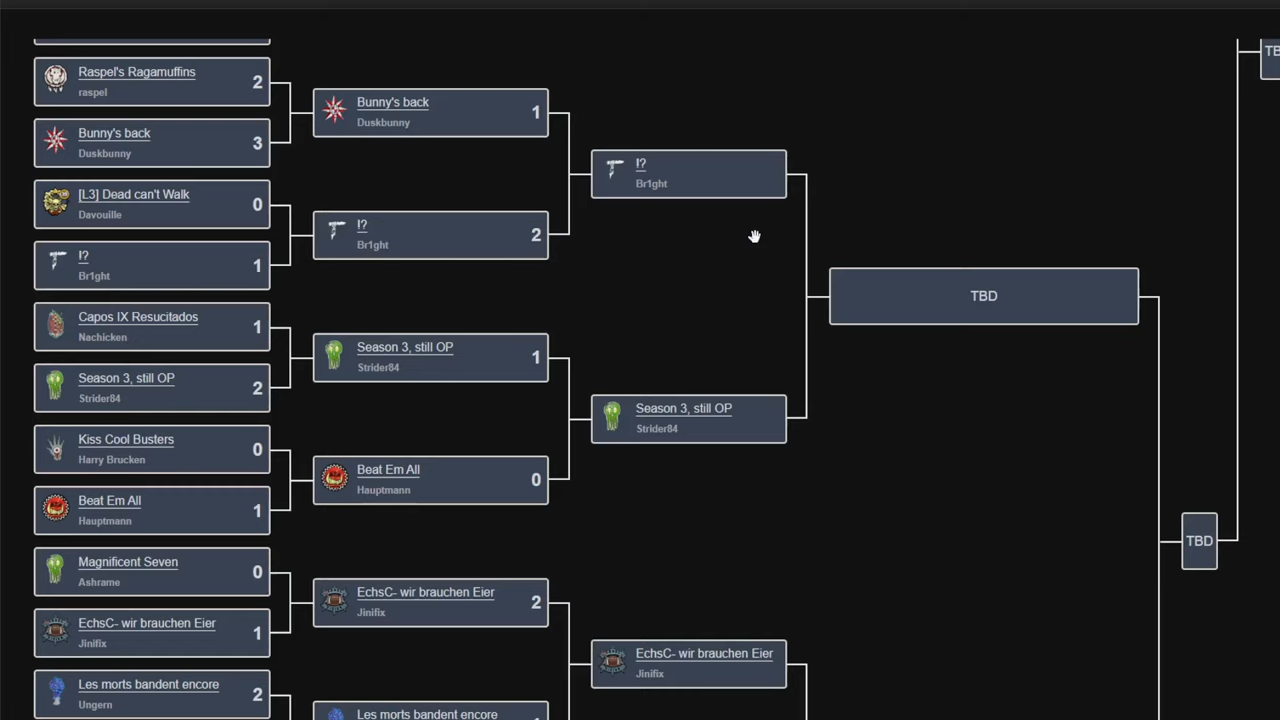 Raspel's Ragamuffins
raspel
2
Bunny's back
Duskbunny
3
[L3] Dead can't Walk
Davouille
0
!?
Br1ght
1
Capos IX Resucitados
Nachicken
1
Season 3, still OP
Strider84
2
Kiss Cool Busters
Harry Brucken
0
Beat Em All
Hauptmann
1
Magnificent Seven
Ashrame
0
EchsC- wir brauchen Eier
Jinifix
1
Les morts bandent encore
Ungern
2
Bunny's back
Duskbunny
1
!?
Br1ght
2
Season 3, still OP
Strider84
1
Beat Em All
Hauptmann
0
EchsC- wir brauchen Eier
Jinifix
2
Les morts bandent encore
!?
Br1ght
Season 3, still OP
Strider84
EchsC- wir brauchen Eier
Jinifix
TBD
TBD